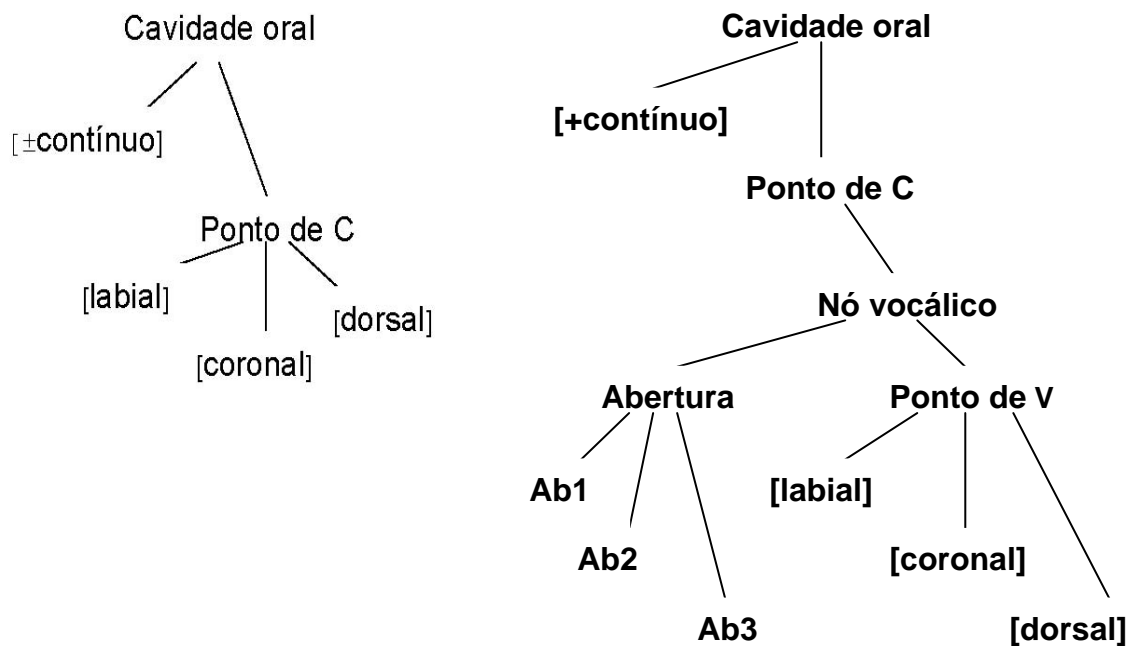 Cavidade oral
[±contínuo]
Ponto de C
[labial]
[dorsal]
[coronal]
Cavidade oral
[+contínuo]
Ponto de C
Nó vocálico
Abertura
Ponto de V
Ab1
[labial]
Ab2
[coronal]
Ab3
[dorsal]